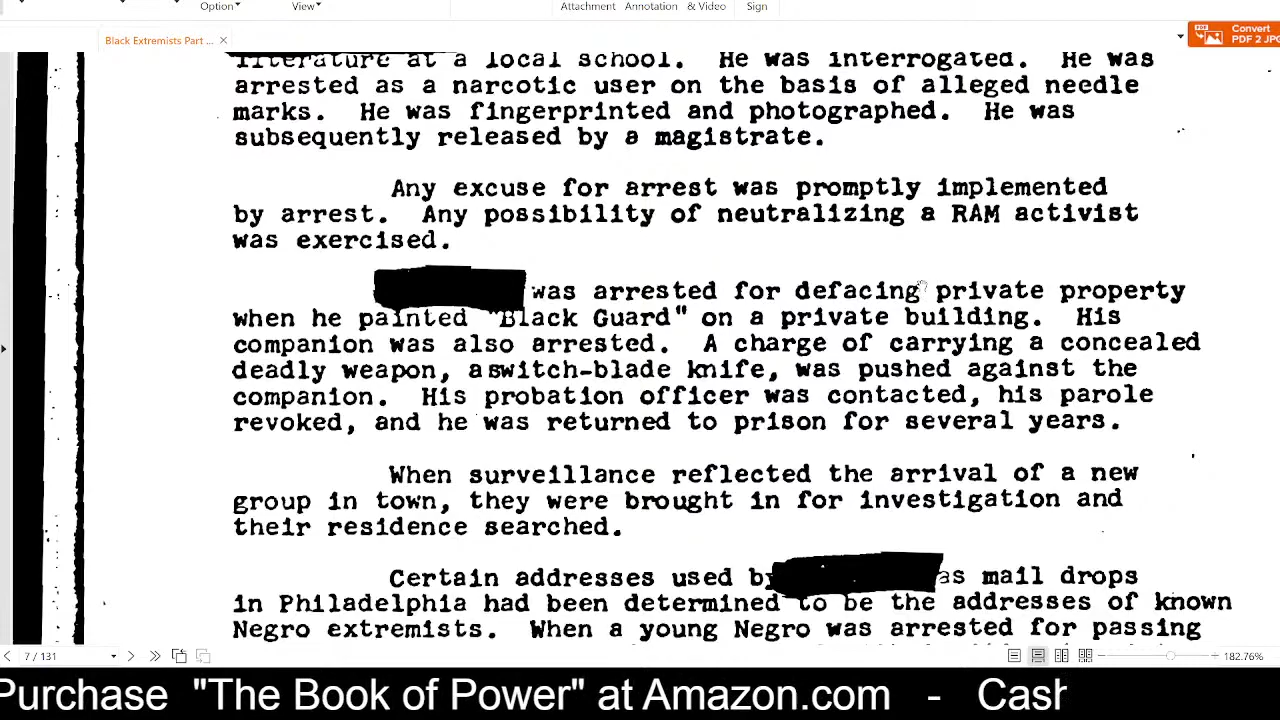 Option
View
Attachment
Annotation
& Video
Sign
Black Extremists Part ...
Convert
PDF 2 JPG
literature at a local school. He was interrogated. He was
arrested as a narcotic user on the basis of alleged needle
marks. He was fingerprinted and photographed. He was
subsequently released by a magistrate.
Any excuse for arrest was promptly implemented
by arrest. Any possibility of neutralizing a RAM activist
was exercised.
was arrested for defacing private property
when he painted "Black Guard" on a private building. His
companion was also arrested. A charge of carrying a concealed
deadly weapon, a switch-blade knife, was pushed against the
companion. His probation officer was contacted, his parole
revoked, and he was returned to prison for several years.
When surveillance reflected the arrival of a new
group in town, they were brought in for investigation and
their residence searched.
Certain addresses used by as mail drops
in Philadelphia had been determined to be the addresses of known
Negro extremists. When a young Negro was arrested for passing
7 / 131
182.76%
Purchase "The Book of Power" at Amazon.com - Cash